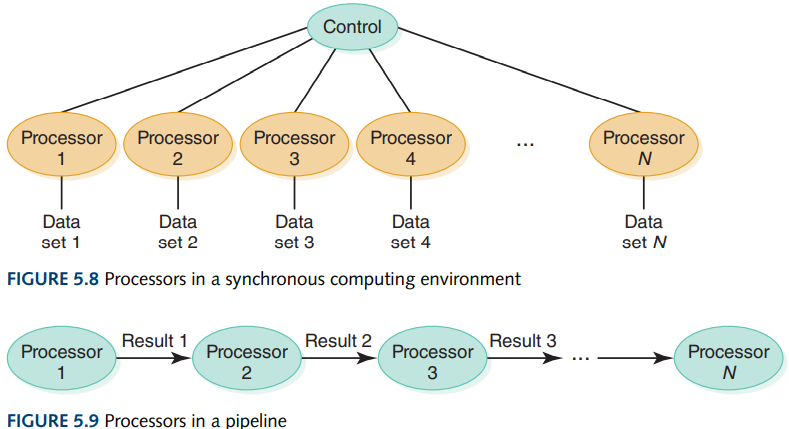 Control
Processor
1
Processor
2
Processor
3
Processor
4
...
Processor
N
Data
set 1
Data
set 2
Data
set 3
Data
set 4
Data
set N
FIGURE 5.8 Processors in a synchronous computing environment
Processor
1
Result 1
Processor
2
Result 2
Processor
3
Result 3
...
Processor
N
FIGURE 5.9 Processors in a pipeline